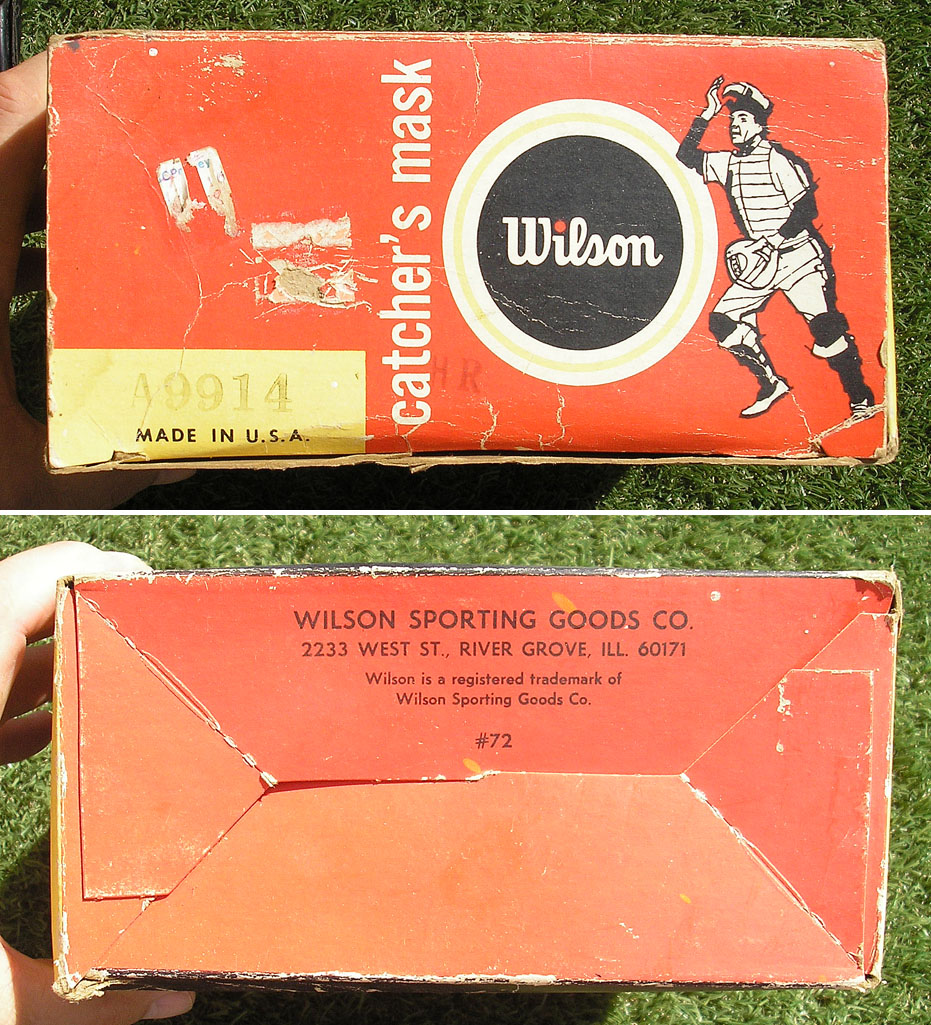 catcher's mask
Wilson
A9914
MADE IN U.S.A.
HR
WILSON SPORTING GOODS CO.
2233 WEST ST., RIVER GROVE, ILL. 60171
Wilson is a registered trademark of
Wilson Sporting Goods Co.
#72